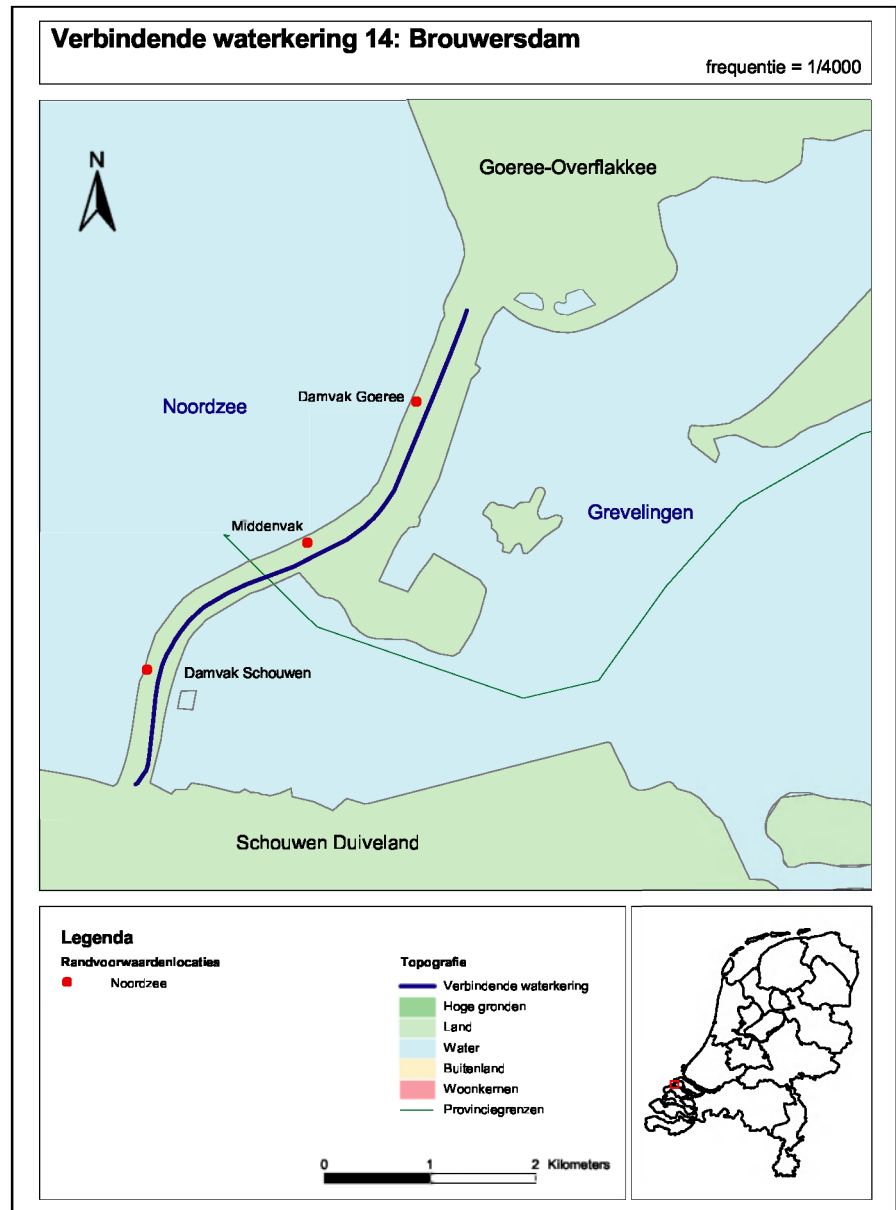 Verbindende waterkering 14: Brouwersdam
frequentie = 1/4000
N
Goeree-Overflakkee
Noordzee
Damvak Goeree
Grevelingen
Middenvak
Damvak Schouwen
Schouwen Duiveland
Legenda
Randvoorwaardenlocaties
Noordzee
Topografie
Verbindende waterkering
Hoge gronden
Land
Water
Buitenland
Woonkernen
Provinciegrenzen
0 1 2 Kilometers